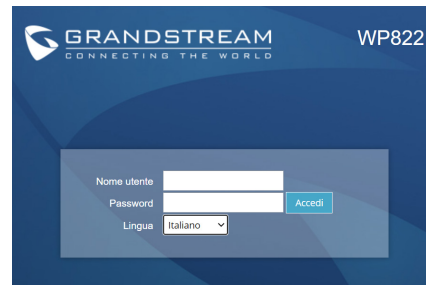 GRANDSTREAM
CONNECTING THE WORLD
WP822
Nome utente
Password
Accedi
Lingua
Italiano